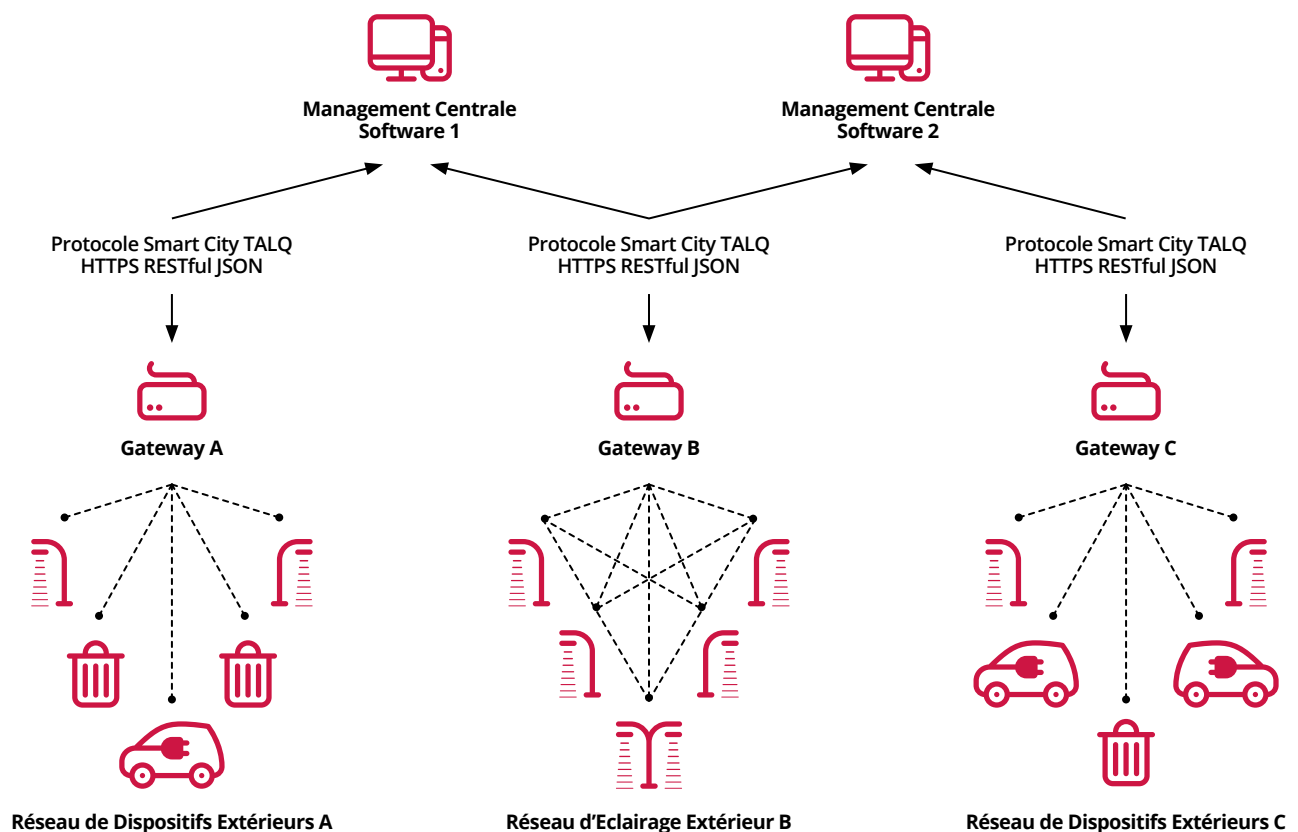 Management Centrale
Software 1
Management Centrale
Software 2
Protocole Smart City TALQ
HTTPS RESTful JSON
Protocole Smart City TALQ
HTTPS RESTful JSON
Protocole Smart City TALQ
HTTPS RESTful JSON
Gateway A
Gateway B
Gateway C
Réseau de Dispositifs Extérieurs A
Réseau d'Eclairage Extérieur B
Réseau de Dispositifs Extérieurs C